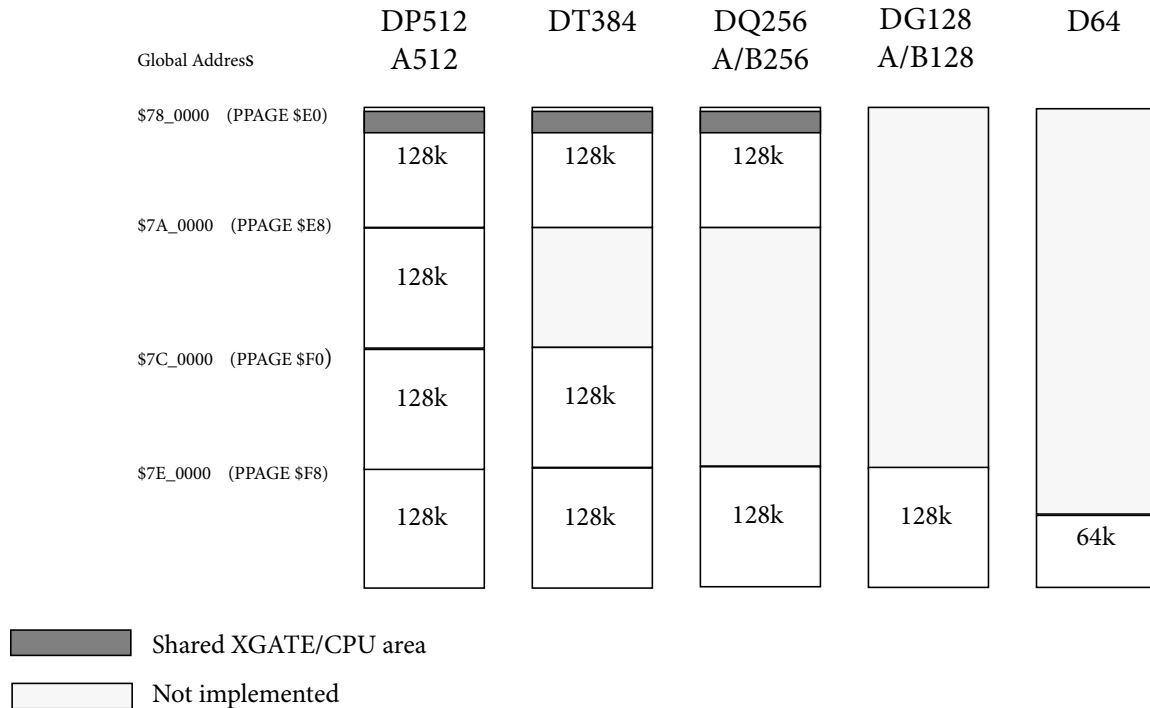 DP512 DT384 DQ256 DG128 D64
Global Address A512 A/B256 A/B128
$78_0000 (PPAGE $E0)
128k 128k 128k
$7A_0000 (PPAGE $E8)
128k
$7C_0000 (PPAGE $F0)
128k 128k
$7E_0000 (PPAGE $F8)
128k 128k 128k 128k
64k
Shared XGATE/CPU area
Not implemented